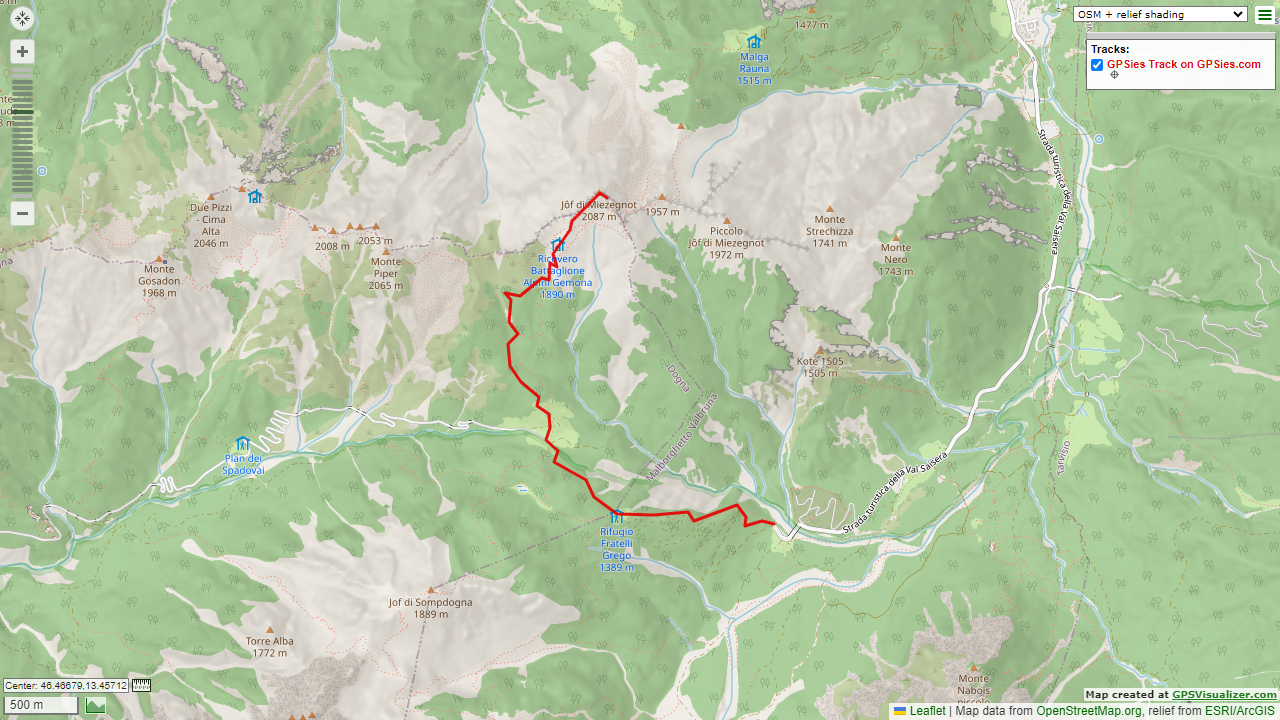 OSM + relief shading
Tracks:
GPSies Track on GPSies.com
1477 m
Malga
Rauna
1515 m
Strada turistica della Val Saisera
Due Pizzi
- Cima
Alta
2046 m
2008 m
2053 m
Monte
Piper
2065 m
Monte
Gosadon
1968 m
Jôf di Miezegnot
2087 m
1957 m
Piccolo
Jôf di Miezegnot
1972 m
Monte
Strechizza
1741 m
Monte
Nero
1743 m
Ricovero
Battaglione
Alpini Gemona
1890 m
Kote 1505
1505 m
Dogna
Malborghetto Valbruna
Tarvisio
Plan dei
Spadovai
Strada turistica della Val Saisera
Rifugio
Fratelli
Grego
1389 m
Jof di Sompdogna
1889 m
Torre Alba
1772 m
Monte
Nabois
piccolo
Center: 46.48679,13.45712
500 m
Map created at GPSVisualizer.com
Leaflet | Map data from OpenStreetMap.org, relief from ESRI/ArcGIS